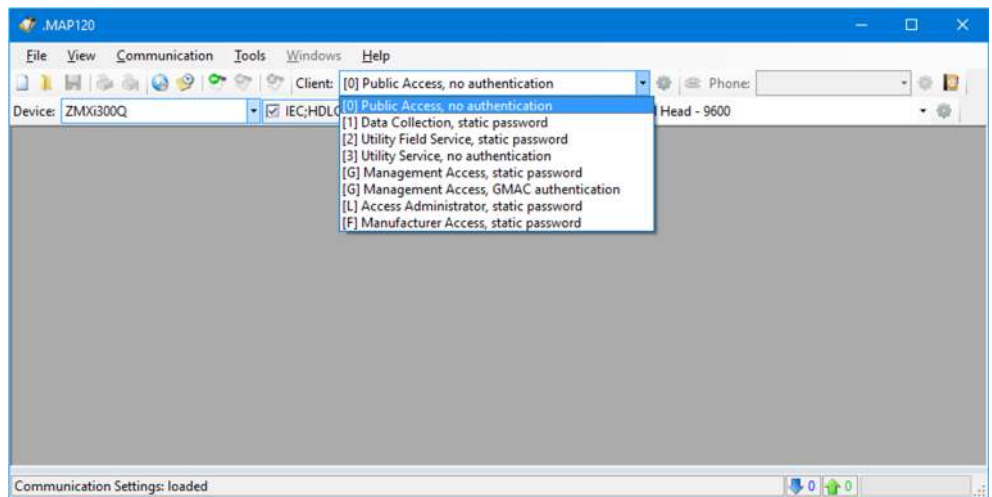 .MAP120
File View Communication Tools Windows Help
Client: [0] Public Access, no authentication Phone:
Device: ZMXi300Q IEC;HDLC Head - 9600
[0] Public Access, no authentication
[1] Data Collection, static password
[2] Utility Field Service, static password
[3] Utility Service, no authentication
[G] Management Access, static password
[G] Management Access, GMAC authentication
[L] Access Administrator, static password
[F] Manufacturer Access, static password
Communication Settings: loaded 0 0